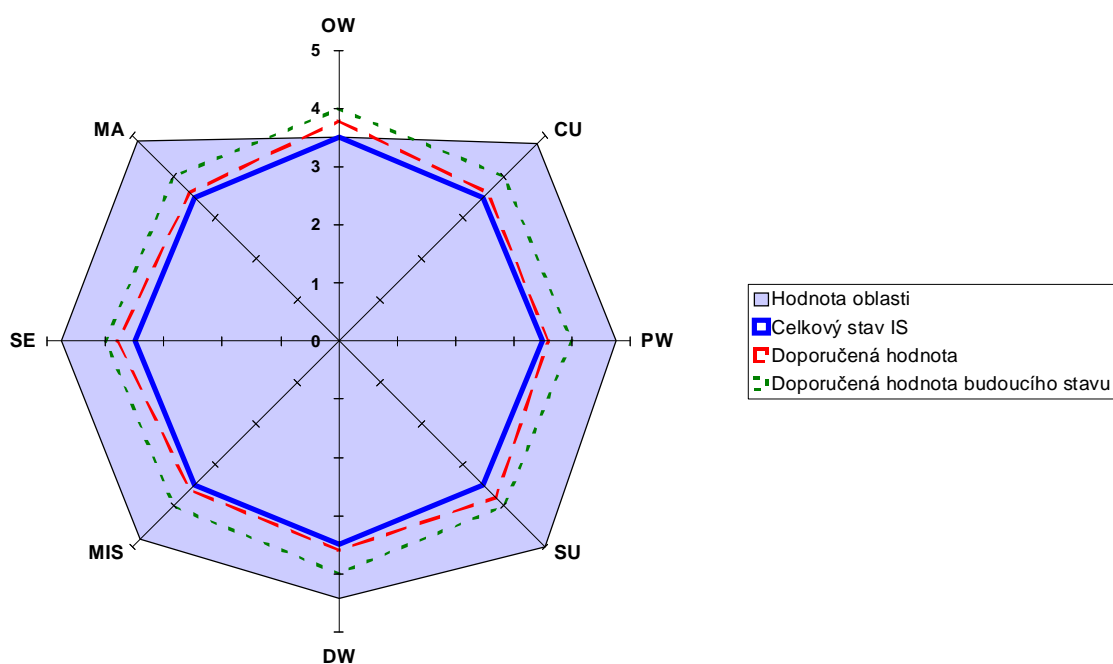 OW
5
MA
4
CU
3
2
1
SE
0
PW
MIS
SU
DW
Hodnota oblasti
Celkový stav IS
Doporučená hodnota
Doporučená hodnota budoucího stavu